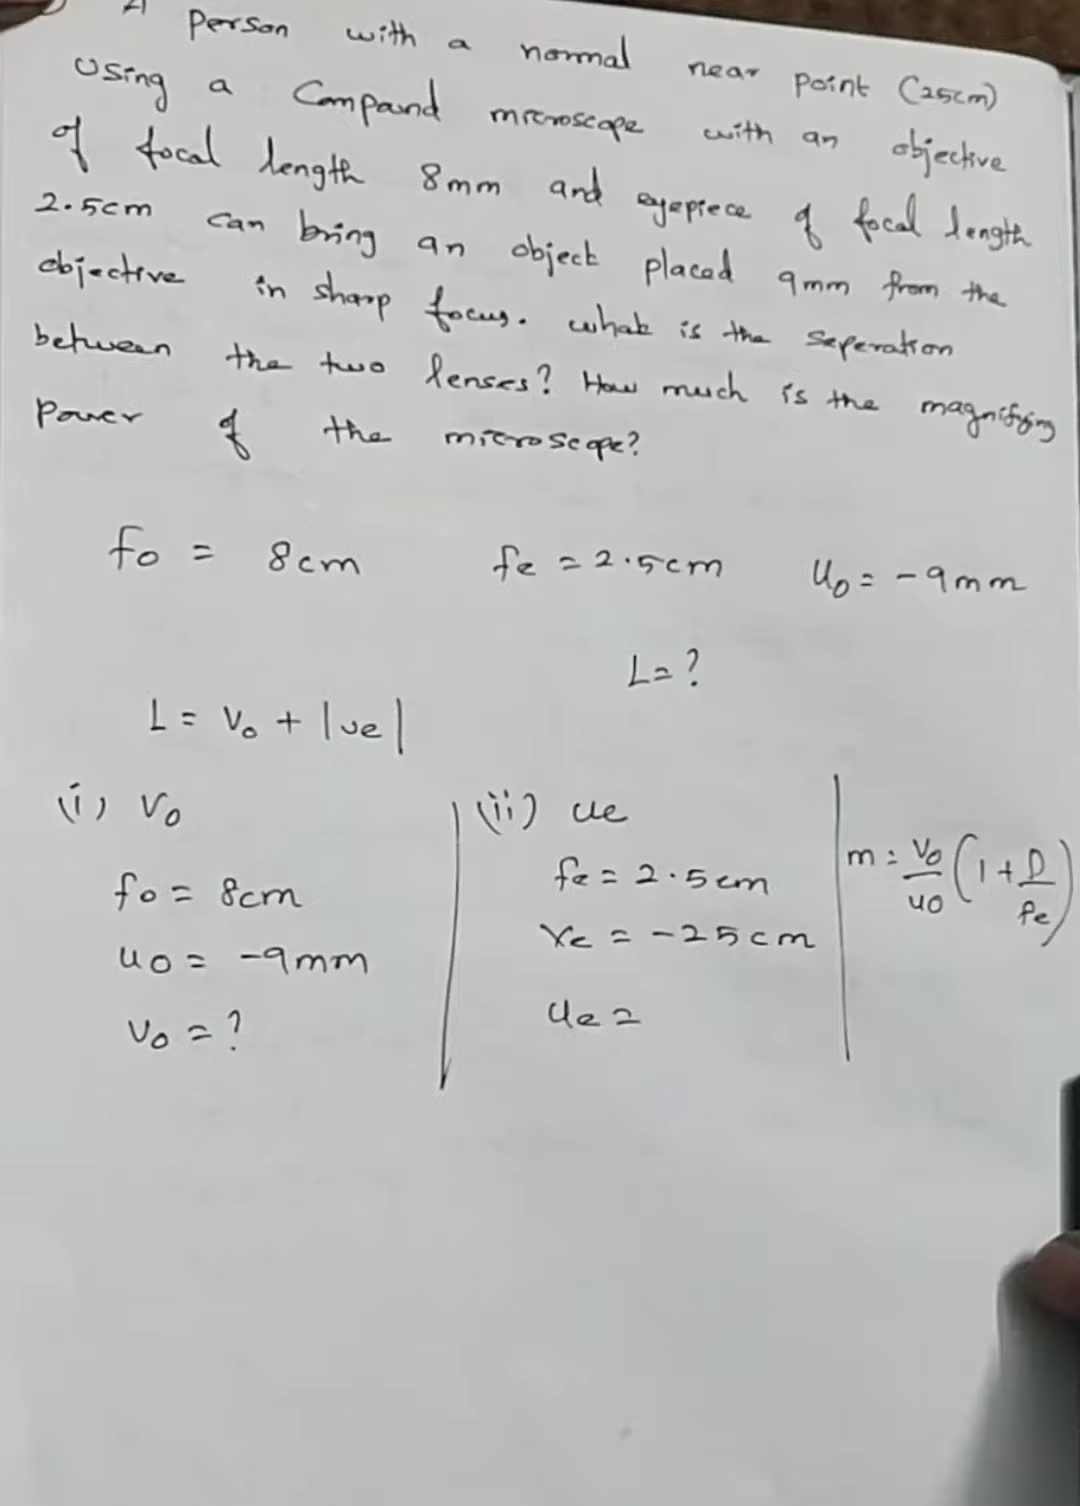 A person with a normal near point (25cm)
using a Compaund microscope with an objective
of focal length 8mm and eyepiece of focal length
2.5cm can bring an object placed 9mm from the
objective in sharp focus. what is the seperation
between the two lenses? How much is the magnifying
Power of the microscope?
fo = 8cm fe = 2.5cm uo = -9mm
L = ?
L = vo + |ue|
(i) vo (ii) ue
m = vo/uo (1 + D/fe)
fo = 8cm fe = 2.5cm
uo = -9mm ve = -25cm
vo = ? ue =